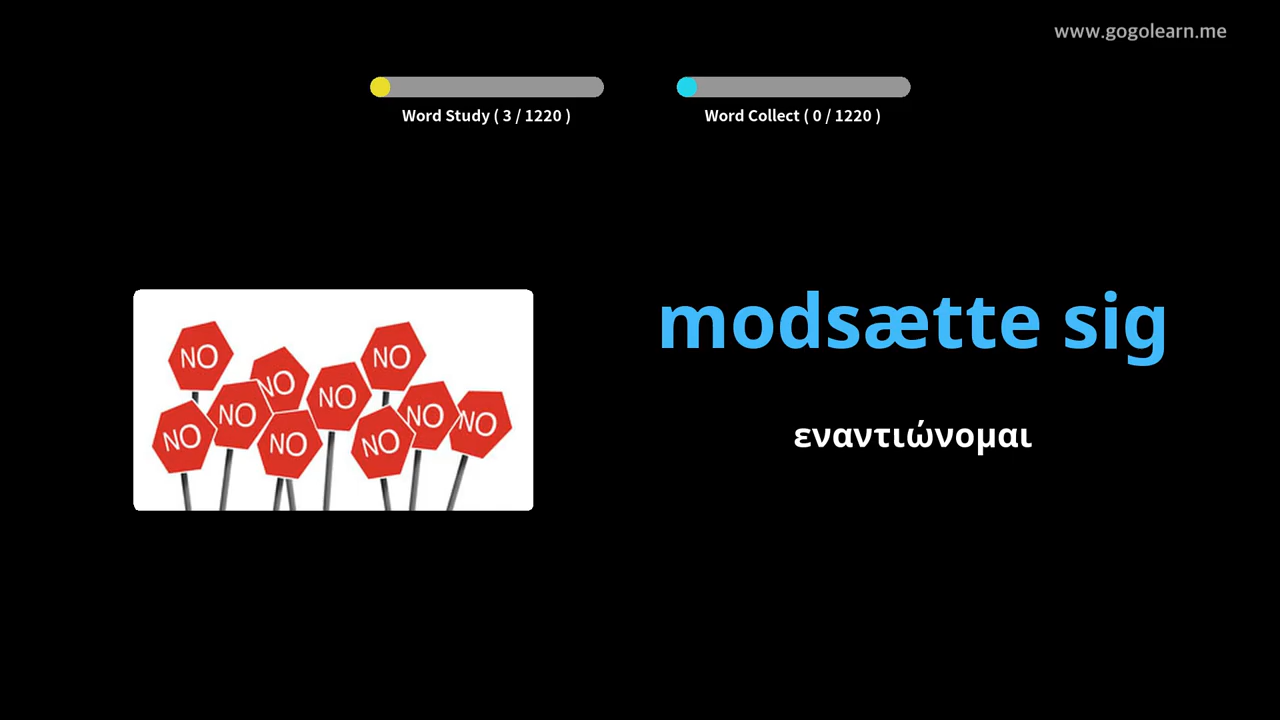 www.gogolearn.me
Word Study ( 3 / 1220 )
Word Collect ( 0 / 1220 )
NO
NO
NO
NO
NO
NO
NO
NO
NO
NO
modsætte sig
εναντιώνομαι